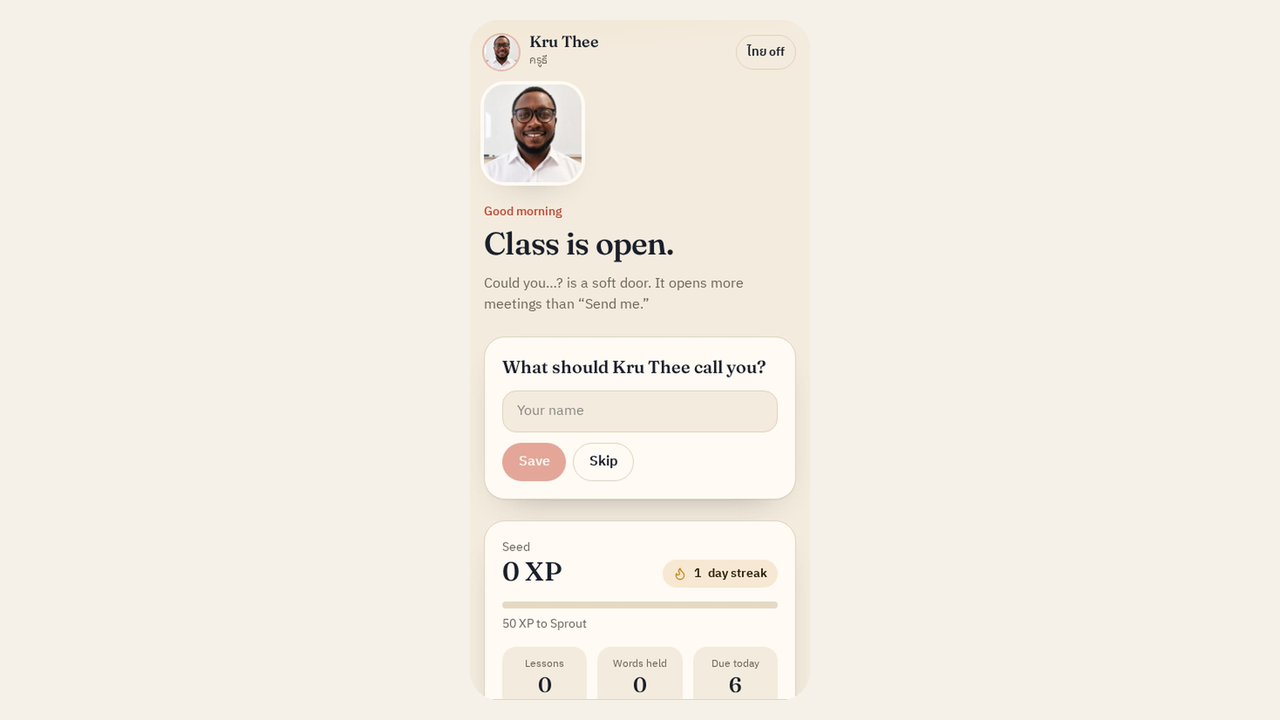 Kru Thee
ครูธี
ไทย off
Good morning
Class is open.
Could you…? is a soft door. It opens more
meetings than “Send me.”
What should Kru Thee call you?
Your name
Save
Skip
Seed
0 XP
1 day streak
50 XP to Sprout
Lessons
0
Words held
0
Due today
6